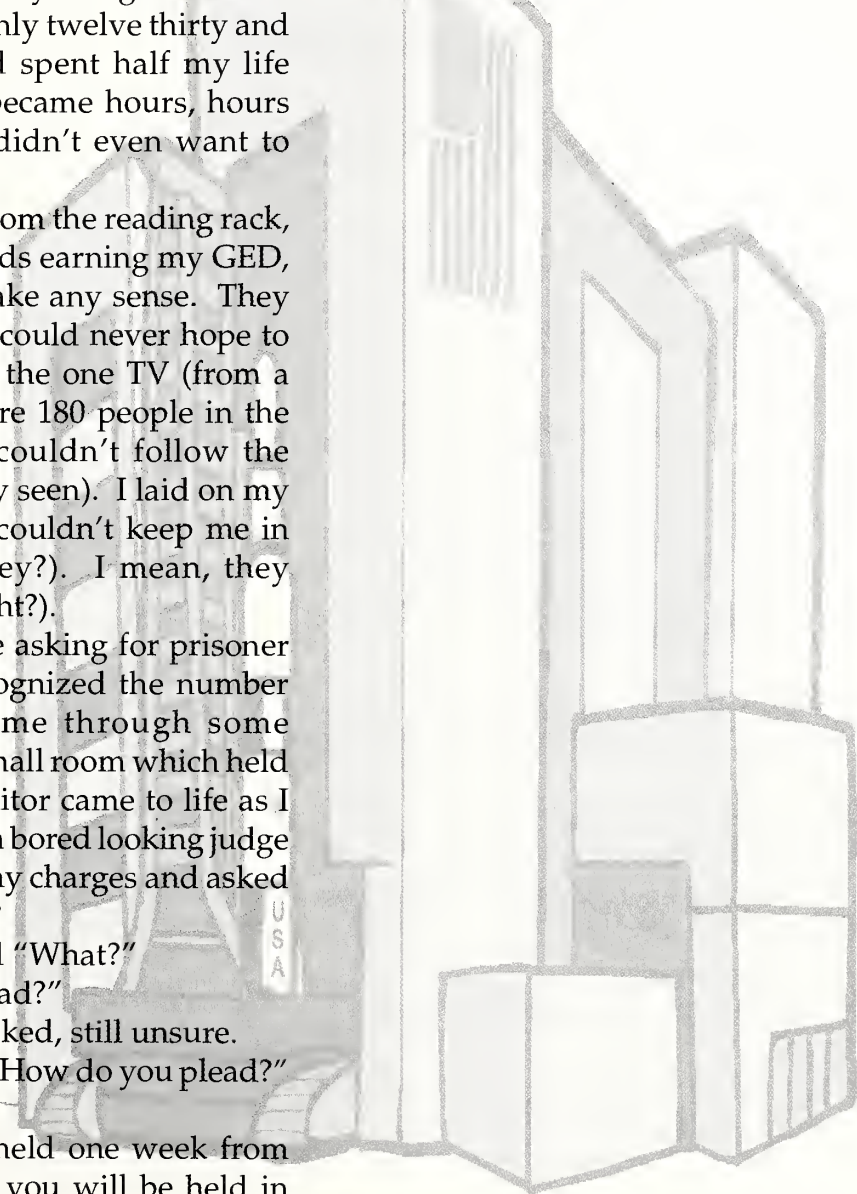 nly twelve thirty and
spent half my life
ecame hours, hours
didn't even want to
om the reading rack,
ds earning my GED,
ake any sense. They
could never hope to
the one TV (from a
re 180 people in the
couldn't follow the
y seen). I laid on my
couldn't keep me in
ey?). I mean, they
ht?).
e asking for prisoner
ognized the number
me through some
nall room which held
itor came to life as I
a bored looking judge
ny charges and asked
USA
"What?"
ad?"
ked, still unsure.
How do you plead?"
held one week from
you will be held in